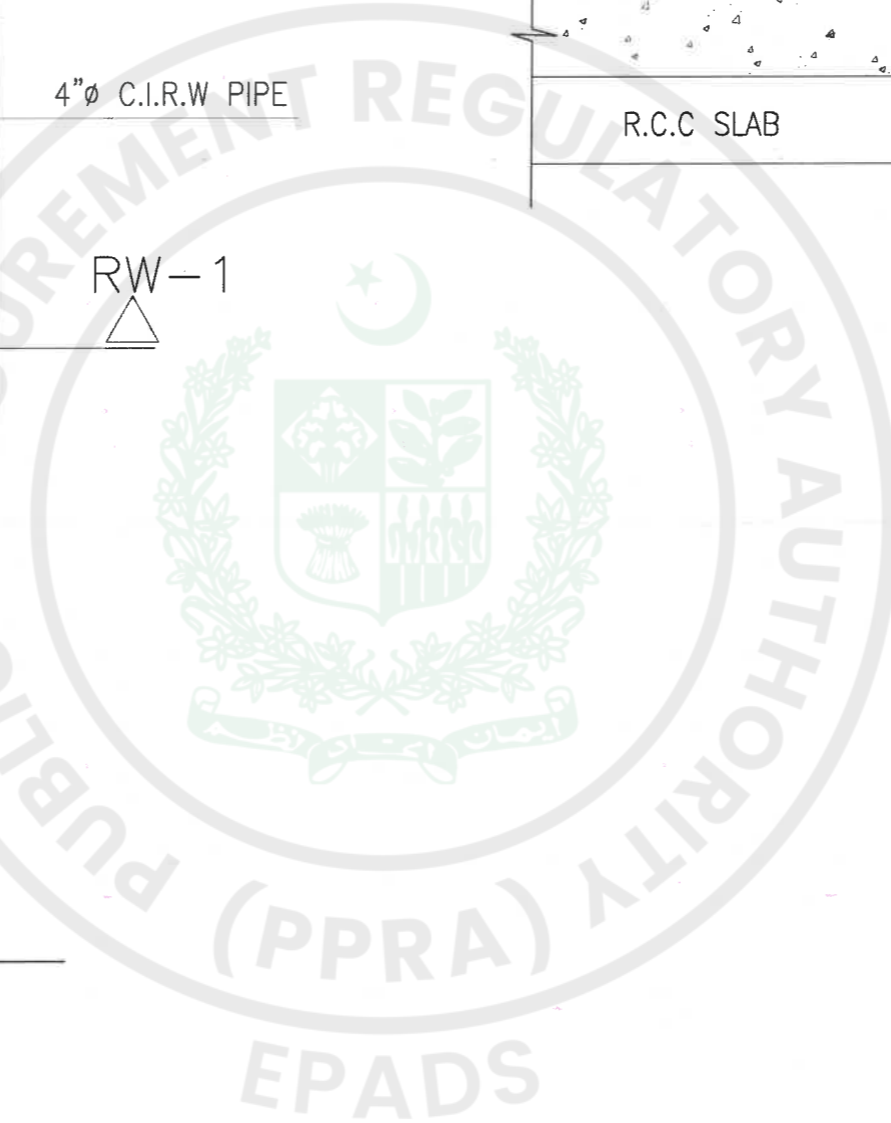 4"ø C.I.R.W PIPE
R.C.C SLAB
RW-1
PUBLIC PROCUREMENT REGULATORY AUTHORITY
(PPRA)
EPADS